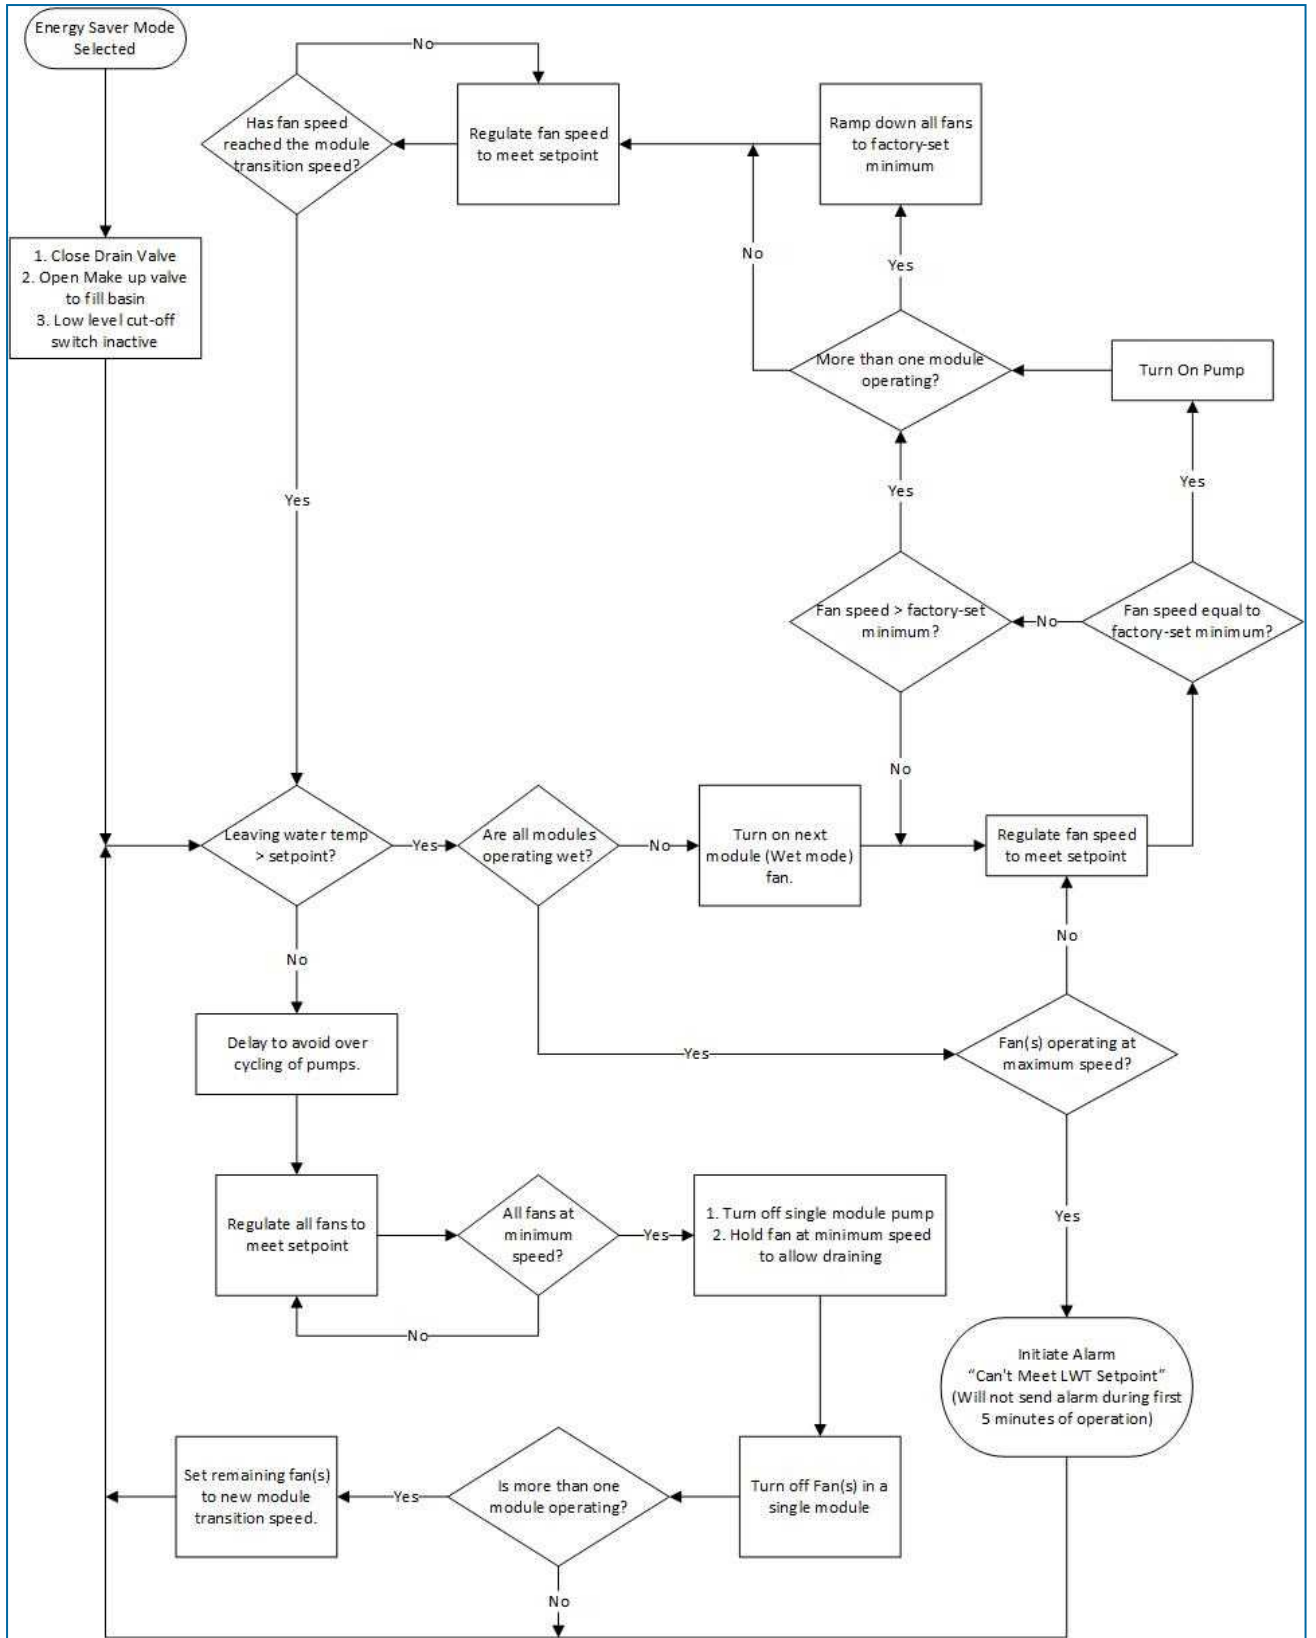 Energy Saver Mode
Selected
No
Has fan speed
reached the module
transition speed?
Regulate fan speed
to meet setpoint
Ramp down all fans
to factory-set
minimum
No
Yes
1. Close Drain Valve
2. Open Make up valve
to fill basin
3. Low level cut-off
switch inactive
More than one module
operating?
Turn On Pump
Yes
Yes
Yes
Fan speed > factory-set
minimum?
No
Fan speed equal to
factory-set minimum?
No
Leaving water temp
> setpoint?
Yes
Are all modules
operating wet?
No
Turn on next
module (Wet mode)
fan.
Regulate fan speed
to meet setpoint
No
No
Delay to avoid over
cycling of pumps.
Yes
Fan(s) operating at
maximum speed?
Regulate all fans to
meet setpoint
All fans at
minimum
speed?
Yes
1. Turn off single module pump
2. Hold fan at minimum speed
to allow draining
Yes
No
Initiate Alarm
“Can't Meet LWT Setpoint”
(Will not send alarm during first
5 minutes of operation)
Set remaining fan(s)
to new module
transition speed.
Yes
Is more than one
module operating?
Turn off Fan(s) in a
single module
No